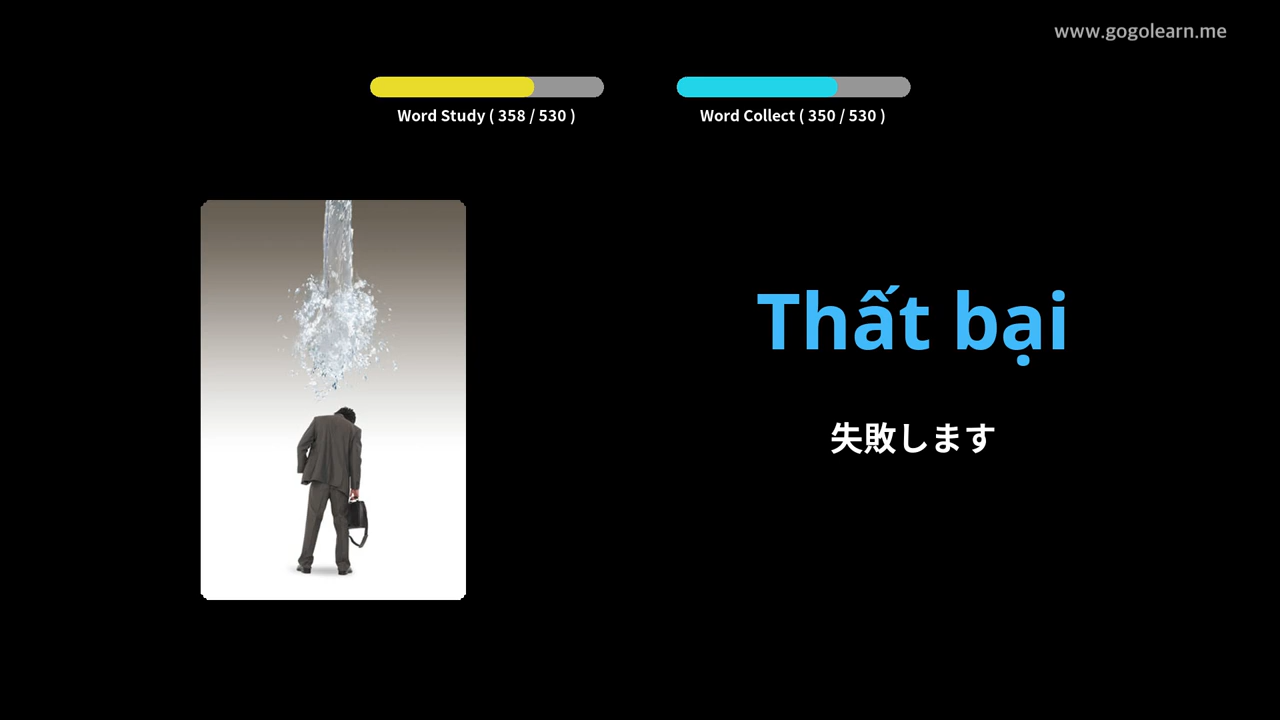 www.gogolearn.me
Word Study ( 358 / 530 )
Word Collect ( 350 / 530 )
Thất bại
失敗します